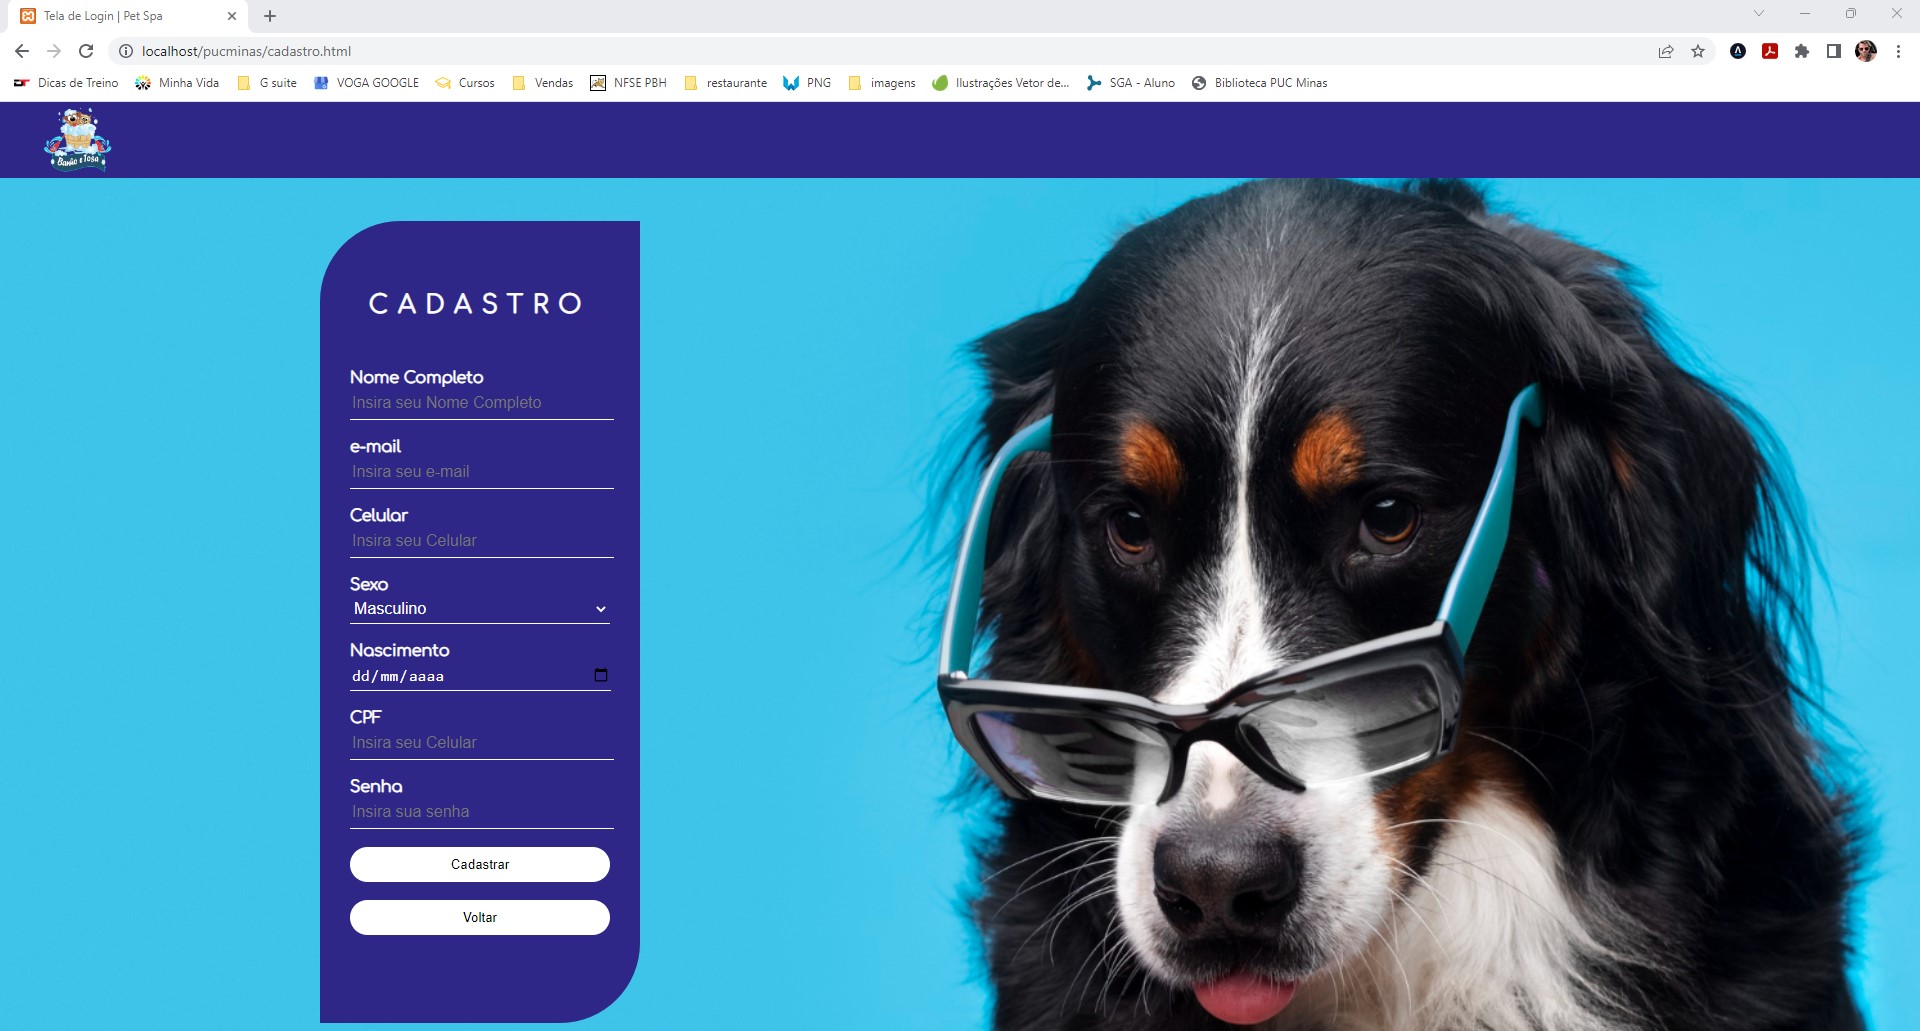 Tela de Login | Pet Spa
localhost/pucminas/cadastro.html
Dicas de Treino
Minha Vida
G suite
VOGA GOOGLE
Cursos
Vendas
NFSE PBH
restaurante
PNG
imagens
Ilustrações Vetor de...
SGA - Aluno
Biblioteca PUC Minas
Banho e Tosa
CADASTRO
Nome Completo
Insira seu Nome Completo
e-mail
Insira seu e-mail
Celular
Insira seu Celular
Sexo
Masculino
Nascimento
dd/mm/aaaa
CPF
Insira seu Celular
Senha
Insira sua senha
Cadastrar
Voltar